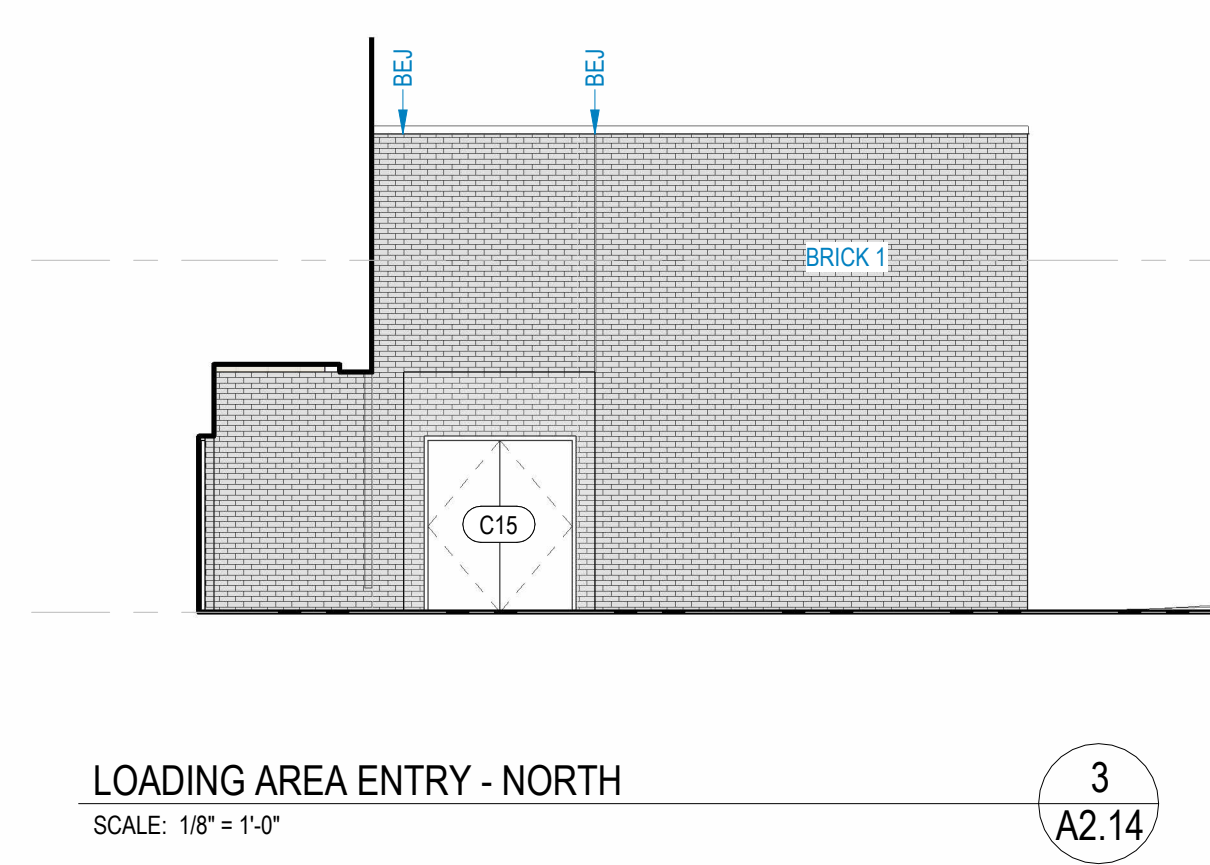 BEJ
BEJ
BRICK 1
C15
LOADING AREA ENTRY - NORTH
SCALE: 1/8" = 1'-0"
3
A2.14